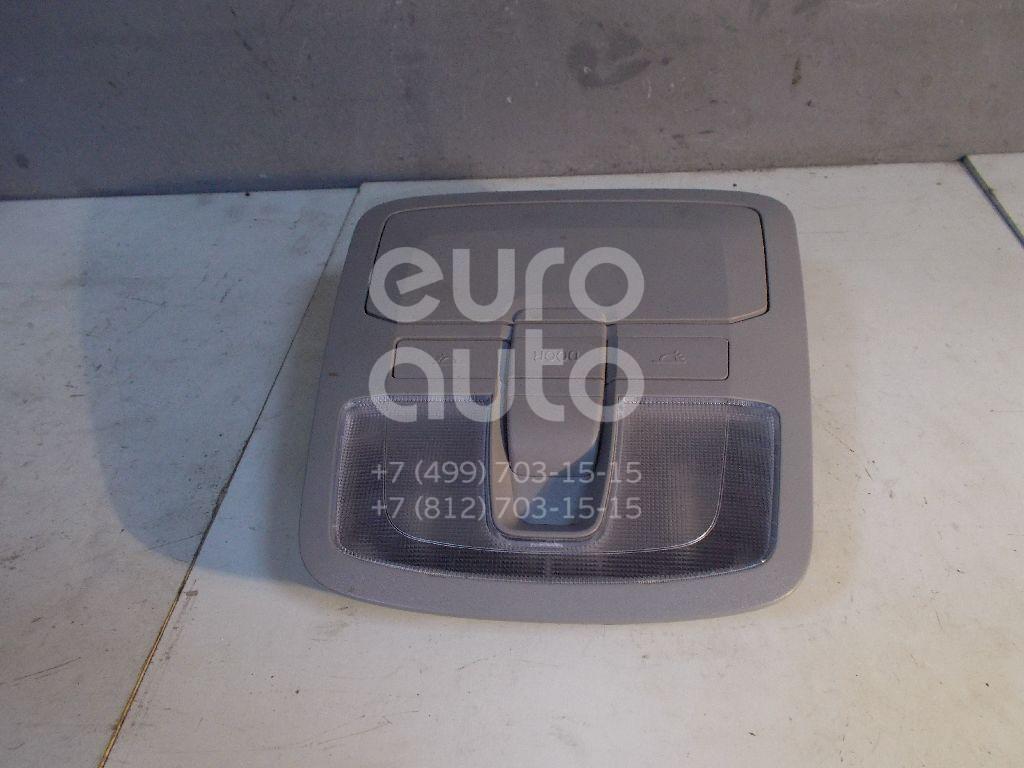 euro
auto
DOOR
+7 (499) 703-15-15
+7 (812) 703-15-15